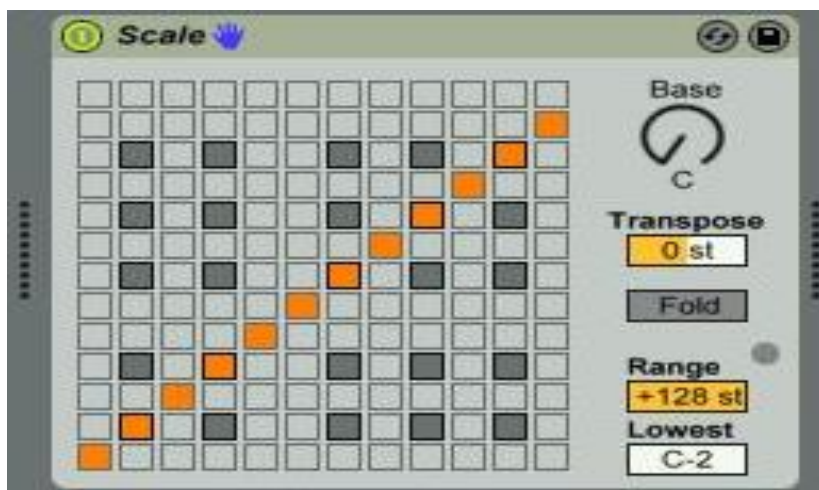 Scale
Base
C
Transpose
0 st
Fold
Range
+128 st
Lowest
C-2